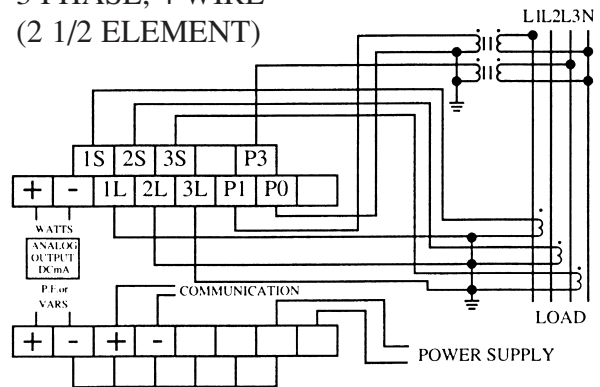 3 PHASE, 4 WIRE
(2 1/2 ELEMENT)
L1L2L3N
1S 2S 3S P3
+ - 1L 2L 3L P1 P0
WATTS
ANALOG
OUTPUT
DCmA
P.F.or
VARS
COMMUNICATION
+ - + -
LOAD
POWER SUPPLY